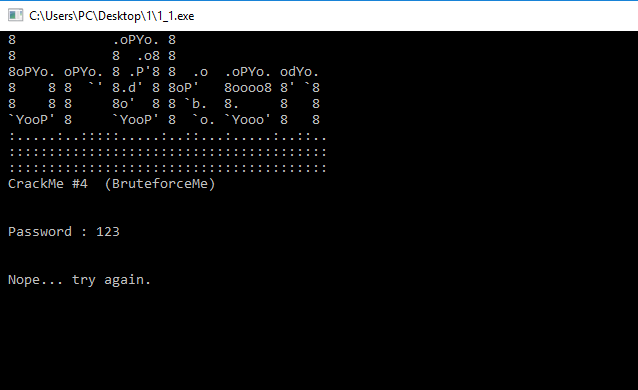 C:\Users\PC\Desktop\1\1_1.exe
8            .oPYo. 8
8            8  .o8 8
8oPYo. oPYo. 8 .P'8 8  .o  .oPYo. odYo.
8    8 8  `' 8.d' 8 8oP'   8oooo8 8' `8
8    8 8     8o'  8 8 `b.  8.     8   8
`YooP' 8     `YooP' 8  `o. `Yooo' 8   8
:.....:..:::::.....:..::...:.....:..::..
::::::::::::::::::::::::::::::::::::::::
::::::::::::::::::::::::::::::::::::::::
CrackMe #4  (BruteforceMe)
Password : 123
Nope... try again.